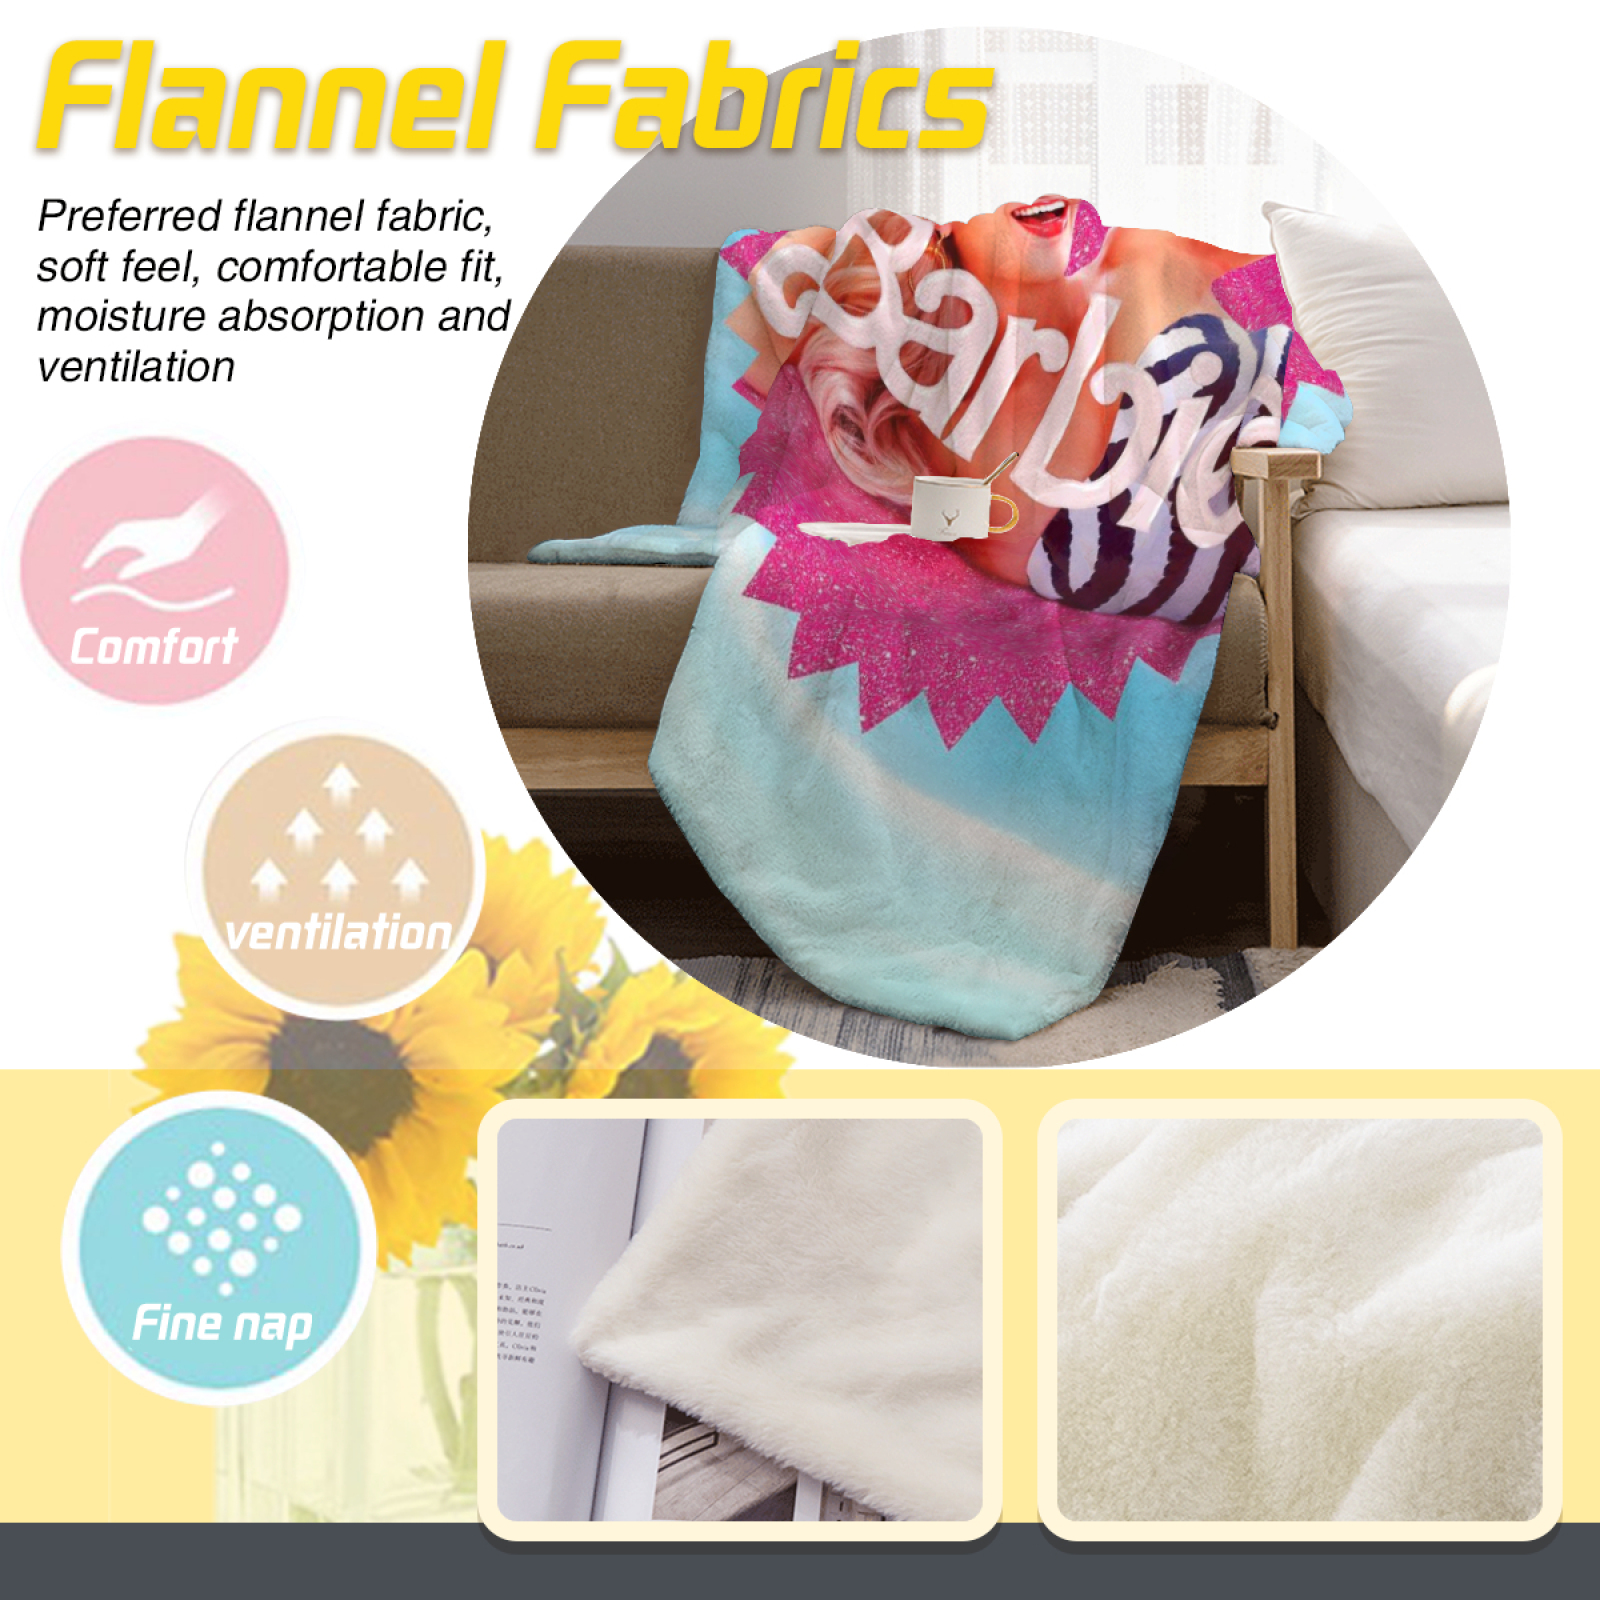 Flannel Fabrics
Preferred flannel fabric,
soft feel, comfortable fit,
moisture absorption and
ventilation
Barbie
Comfort
ventilation
Fine nap